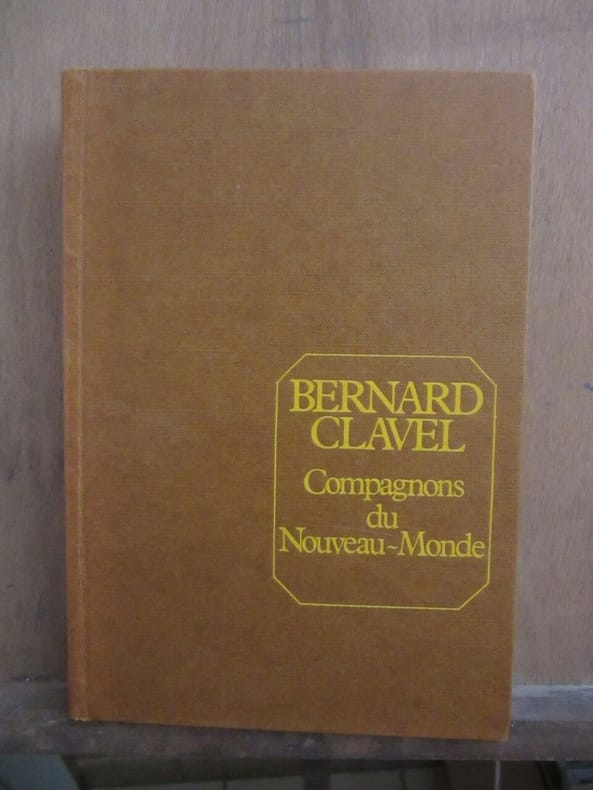 BERNARD
CLAVEL
Compagnons
du
Nouveau~Monde